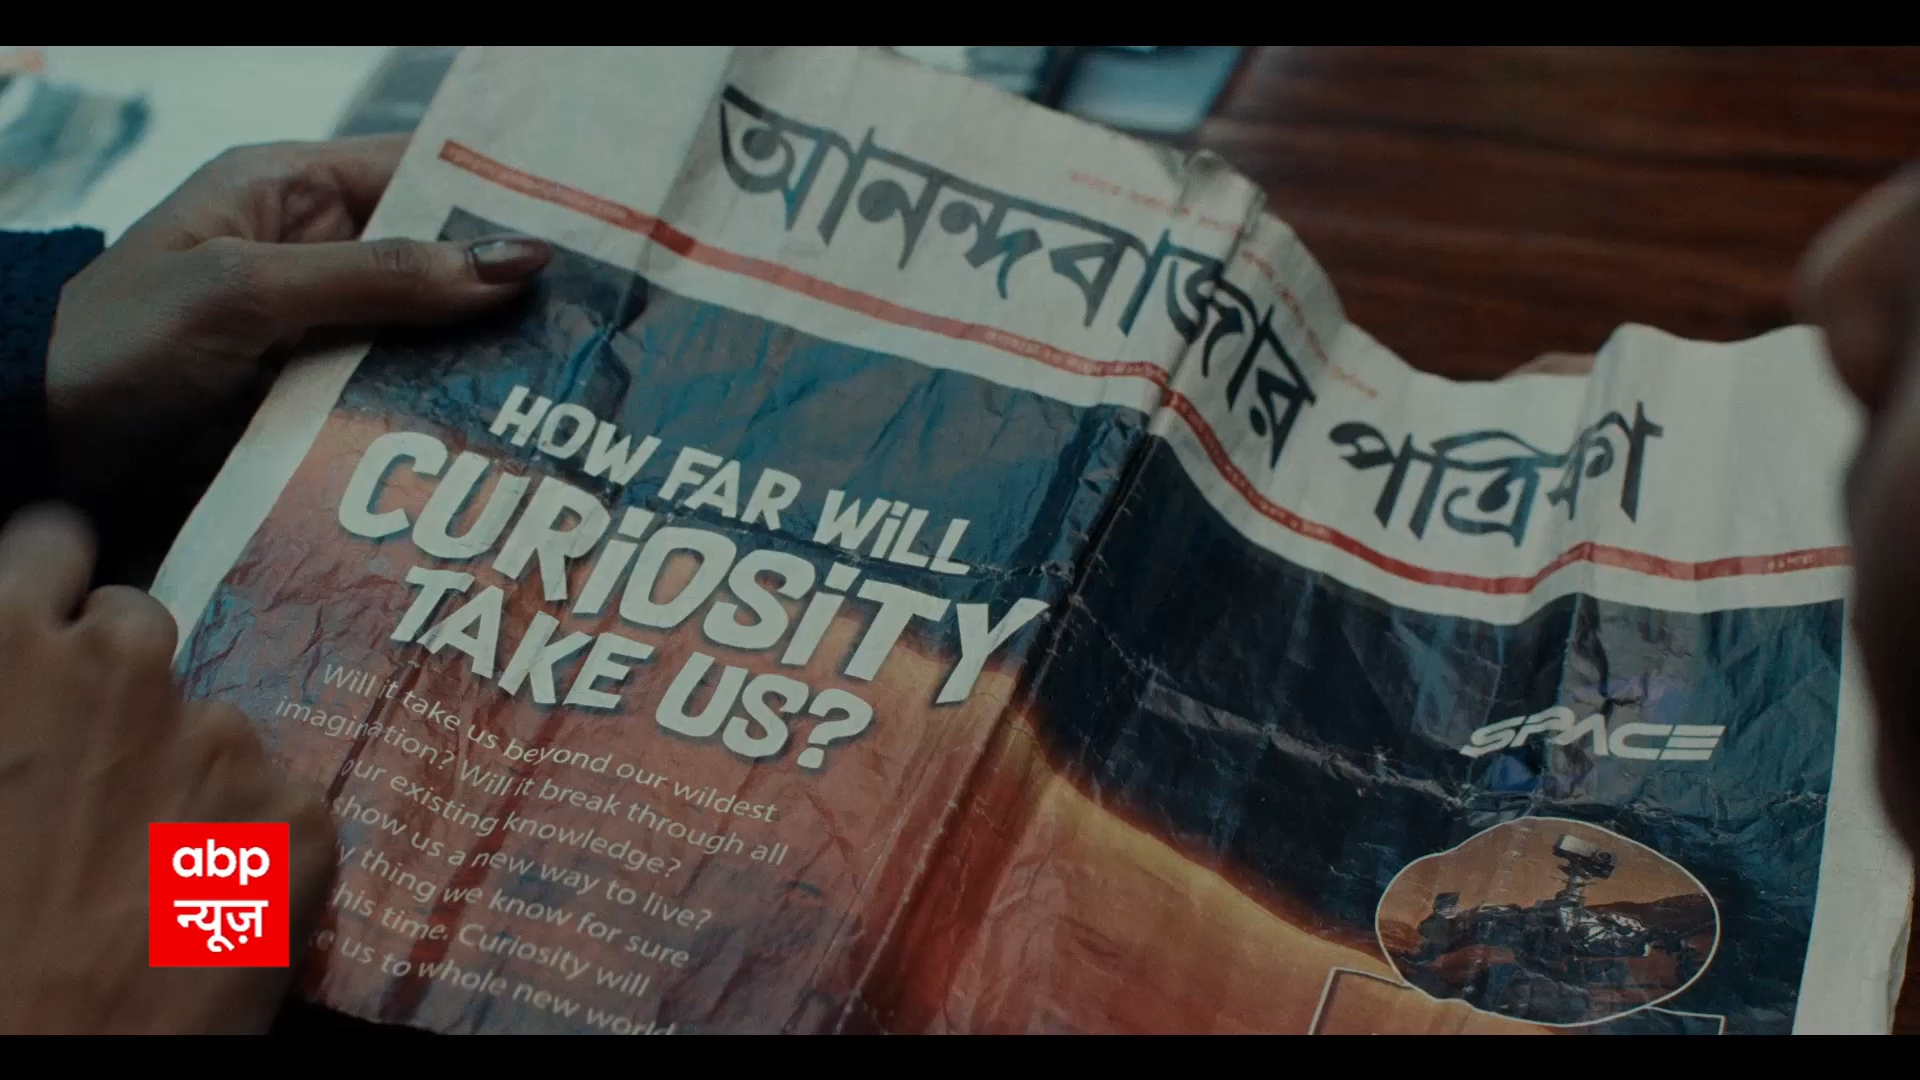 আনন্দবাজার পত্রিকা
HOW FAR WiLL
CURiOSiTY
TAKE US?
Will it take us beyond our wildest
imagination? Will it break through all
our existing knowledge?
show us a new way to live?
thing we know for sure
this time. Curiosity will
us to whole new world
SPACE
abp
न्यूज़